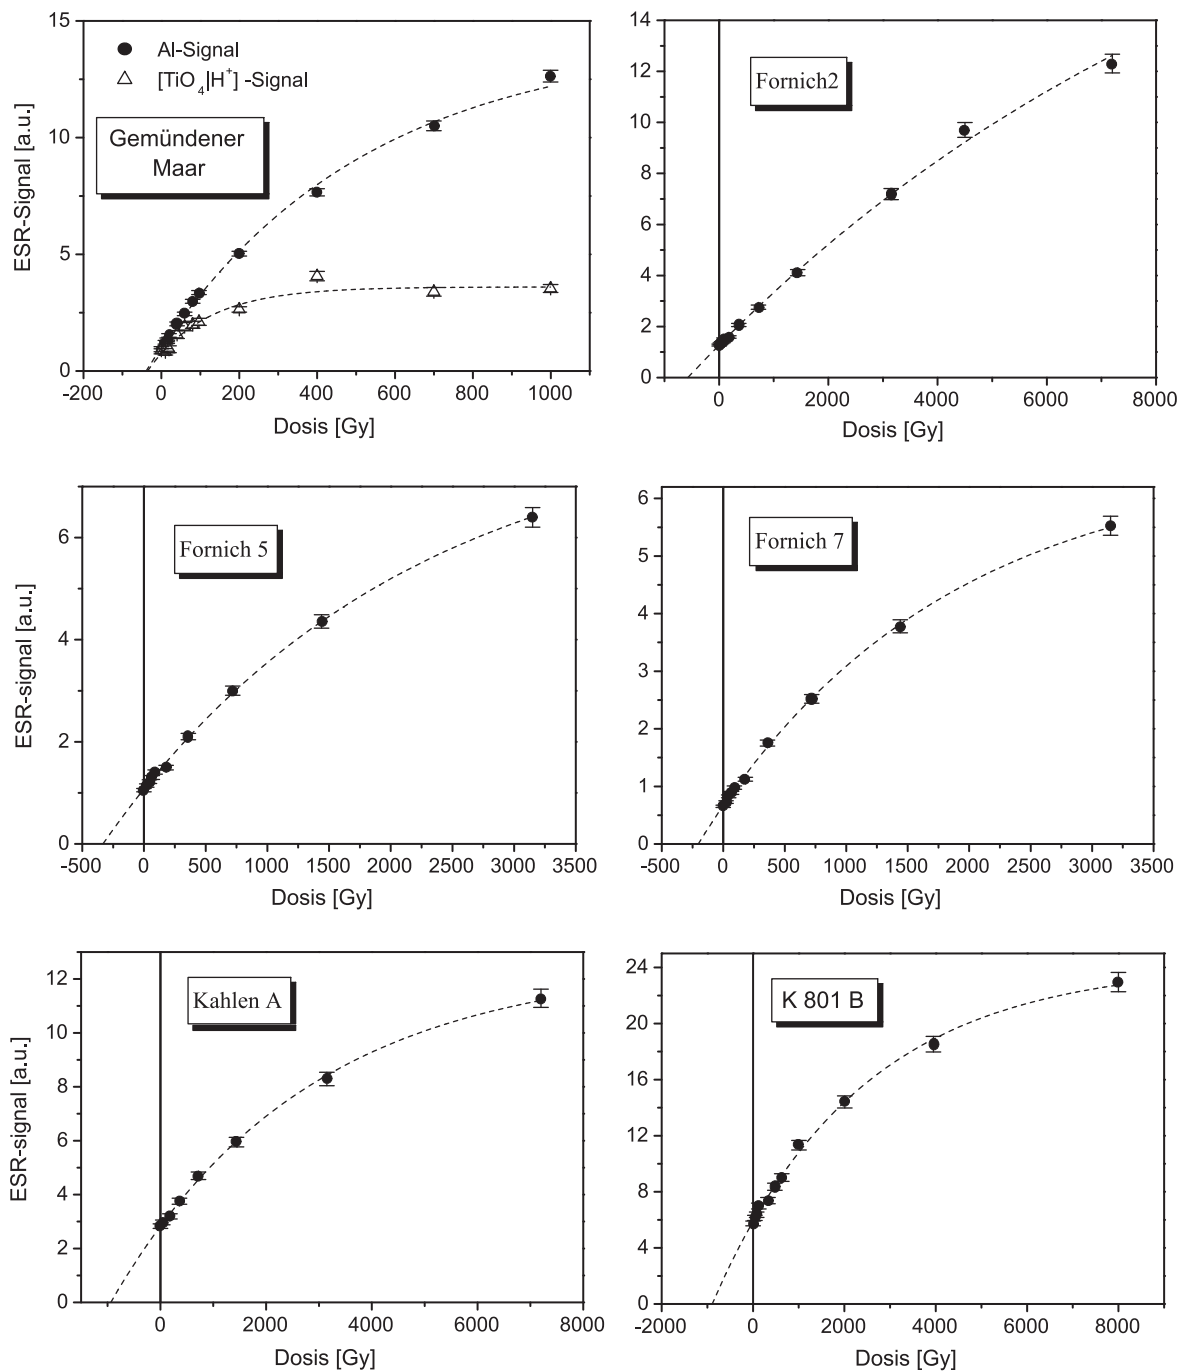 ESR-Signal [a.u.]
15
10
5
0
Al-Signal
[TiO4|H+] -Signal
Gemündener
Maar
-200 0 200 400 600 800 1000
Dosis [Gy]
14
12
10
8
6
4
2
0
Fornich2
0 2000 4000 6000 8000
Dosis [Gy]
ESR-signal [a.u.]
6
4
2
0
Fornich 5
-500 0 500 1000 1500 2000 2500 3000 3500
Dosis [Gy]
6
5
4
3
2
1
0
Fornich 7
-500 0 500 1000 1500 2000 2500 3000 3500
Dosis [Gy]
ESR-signal [a.u.]
12
10
8
6
4
2
0
Kahlen A
0 2000 4000 6000 8000
Dosis [Gy]
24
20
16
12
8
4
0
K 801 B
-2000 0 2000 4000 6000 8000
Dosis [Gy]